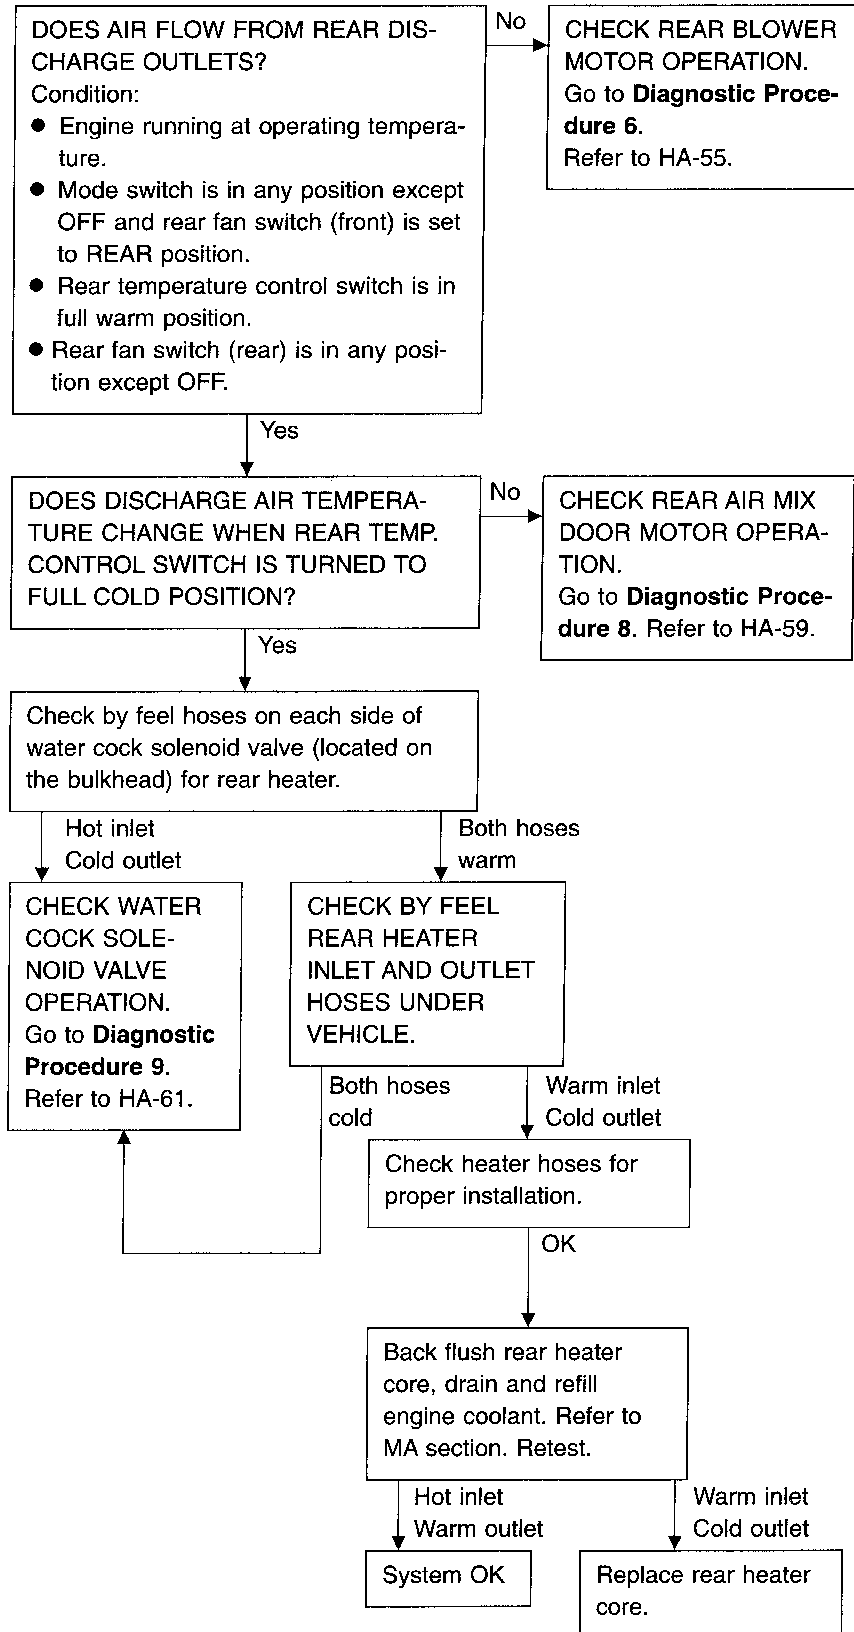 DOES AIR FLOW FROM REAR DIS-
CHARGE OUTLETS?
Condition:
● Engine running at operating tempera-
ture.
● Mode switch is in any position except
OFF and rear fan switch (front) is set
to REAR position.
● Rear temperature control switch is in
full warm position.
● Rear fan switch (rear) is in any posi-
tion except OFF.
No
CHECK REAR BLOWER
MOTOR OPERATION.
Go to Diagnostic Proce-
dure 6.
Refer to HA-55.
Yes
DOES DISCHARGE AIR TEMPERA-
TURE CHANGE WHEN REAR TEMP.
CONTROL SWITCH IS TURNED TO
FULL COLD POSITION?
No
CHECK REAR AIR MIX
DOOR MOTOR OPERA-
TION.
Go to Diagnostic Proce-
dure 8. Refer to HA-59.
Yes
Check by feel hoses on each side of
water cock solenoid valve (located on
the bulkhead) for rear heater.
Hot inlet
Cold outlet
Both hoses
warm
CHECK WATER
COCK SOLE-
NOID VALVE
OPERATION.
Go to Diagnostic
Procedure 9.
Refer to HA-61.
CHECK BY FEEL
REAR HEATER
INLET AND OUTLET
HOSES UNDER
VEHICLE.
Both hoses
cold
Warm inlet
Cold outlet
Check heater hoses for
proper installation.
OK
Back flush rear heater
core, drain and refill
engine coolant. Refer to
MA section. Retest.
Hot inlet
Warm outlet
Warm inlet
Cold outlet
System OK
Replace rear heater
core.